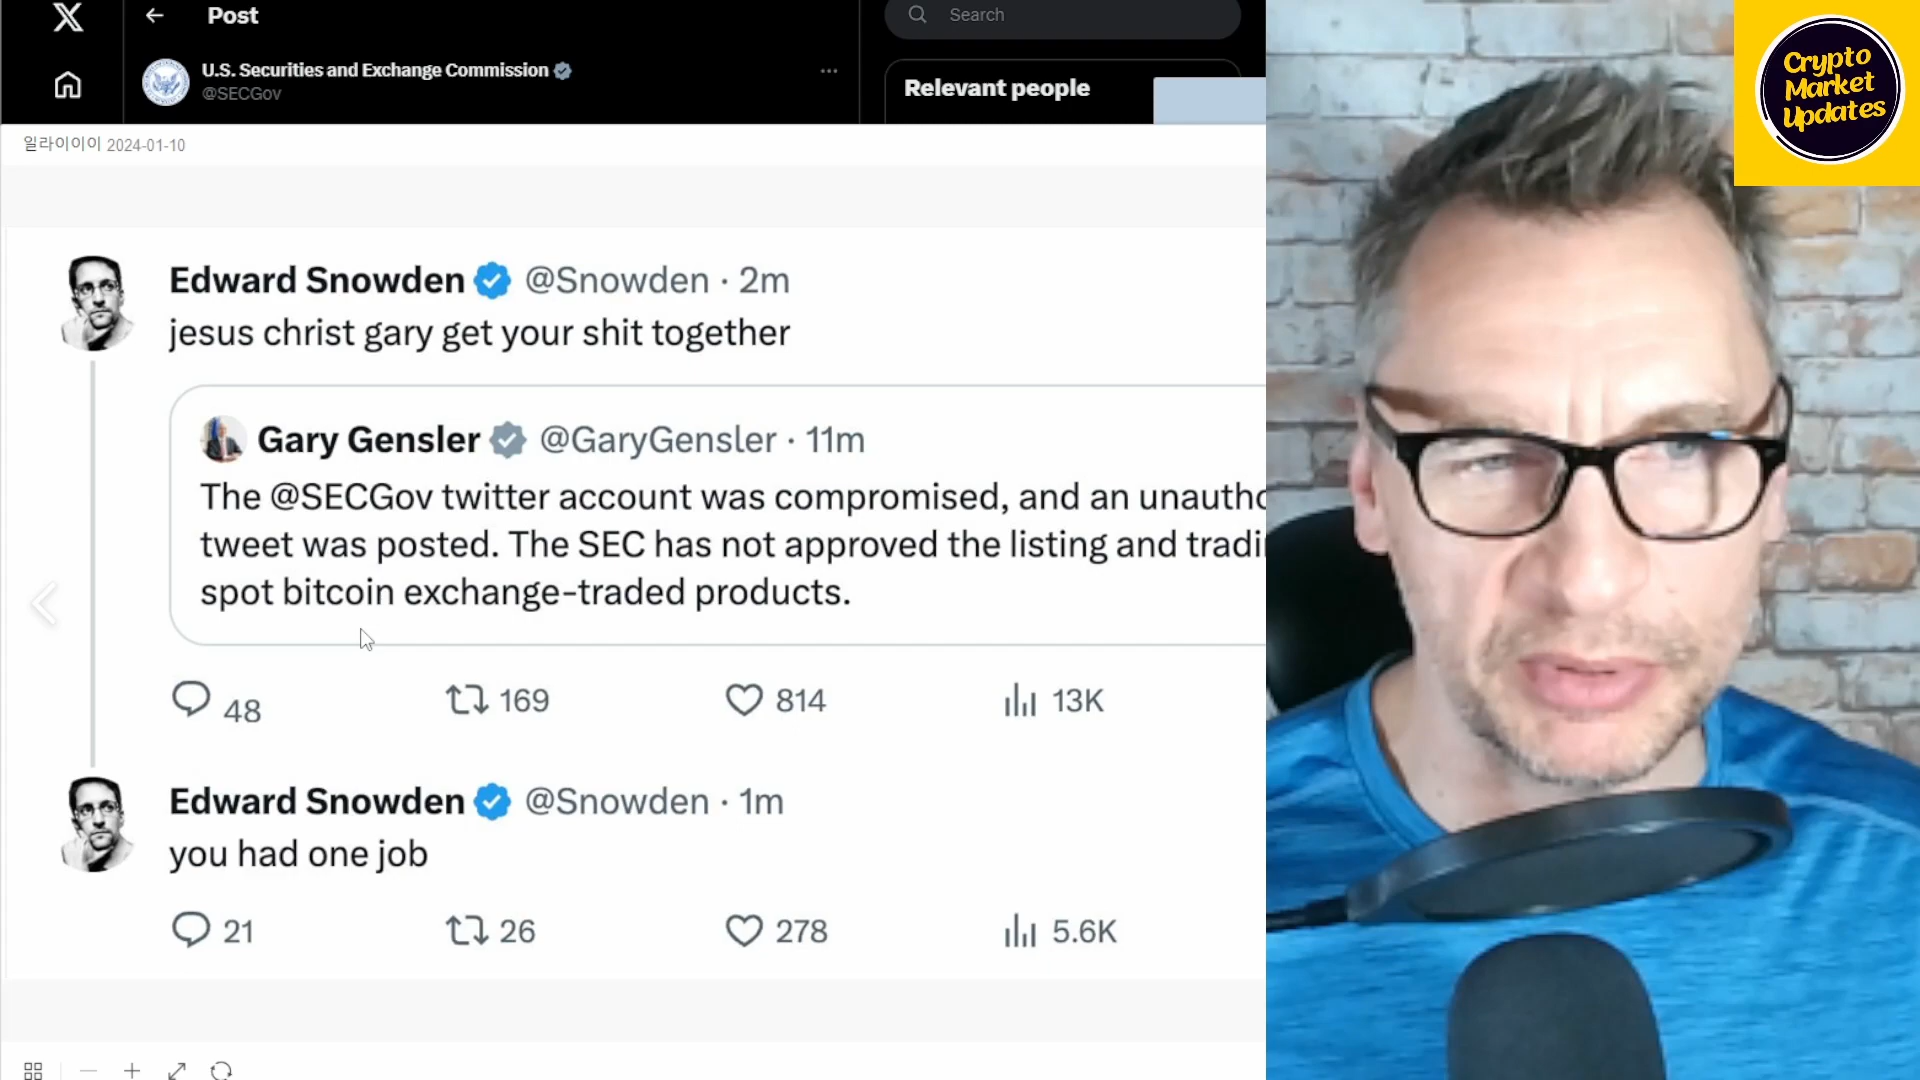 Post
Search
U.S. Securities and Exchange Commission
@SECGov
Relevant people
일라이이이 2024-01-10
Edward Snowden @Snowden · 2m
jesus christ gary get your shit together
Gary Gensler @GaryGensler · 11m
The @SECGov twitter account was compromised, and an unautho
tweet was posted. The SEC has not approved the listing and tradi
spot bitcoin exchange-traded products.
48 169 814 13K
Edward Snowden @Snowden · 1m
you had one job
21 26 278 5.6K
Crypto
Market
Updates